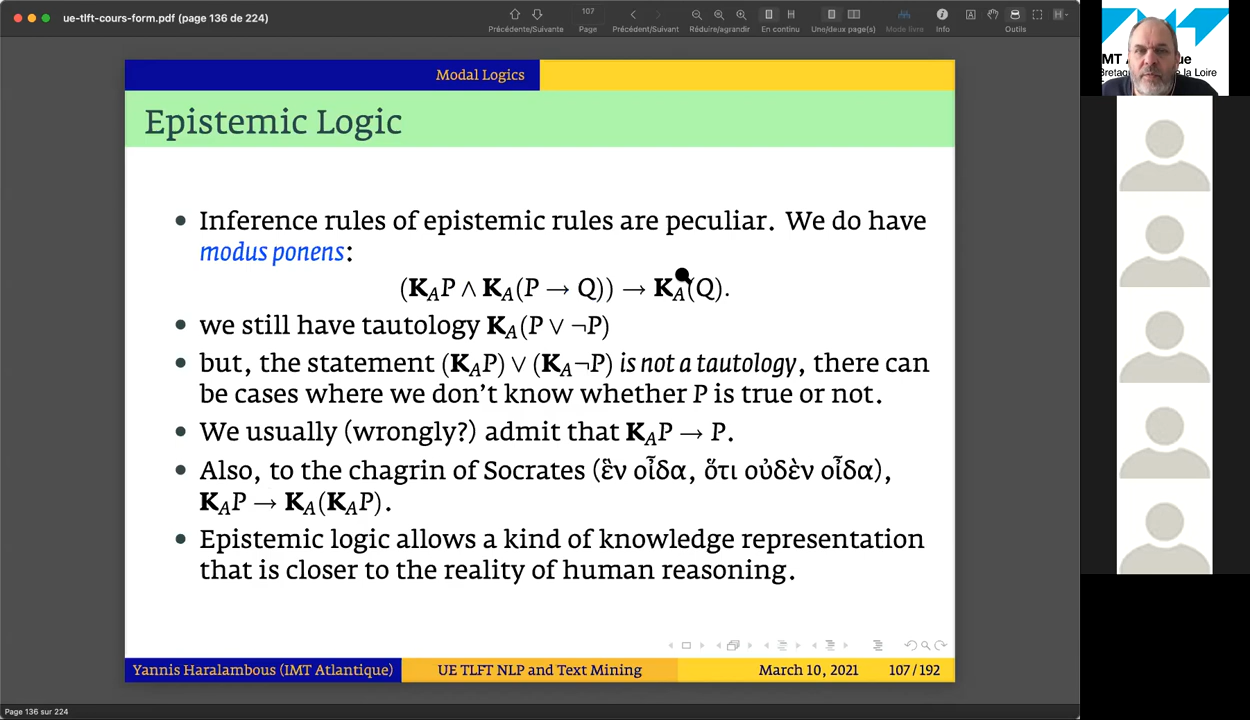 ue-tlft-cours-form.pdf (page 136 de 224)
107
Précédente/Suivante
Page
Précédent/Suivant
Réduire/agrandir
En continu
Une/deux page(s)
Mode livre
Info
Outils
Modal Logics
Epistemic Logic
• Inference rules of epistemic rules are peculiar. We do have
modus ponens:
(K_A P ∧ K_A(P → Q)) → K_A(Q).
• we still have tautology K_A(P ∨ ¬P)
• but, the statement (K_A P) ∨ (K_A ¬P) is not a tautology, there can
be cases where we don't know whether P is true or not.
• We usually (wrongly?) admit that K_A P → P.
• Also, to the chagrin of Socrates (ἓν οἶδα, ὅτι οὐδὲν οἶδα),
K_A P → K_A(K_A P).
• Epistemic logic allows a kind of knowledge representation
that is closer to the reality of human reasoning.
Yannis Haralambous (IMT Atlantique)
UE TLFT NLP and Text Mining
March 10, 2021
107/192
Page 136 sur 224